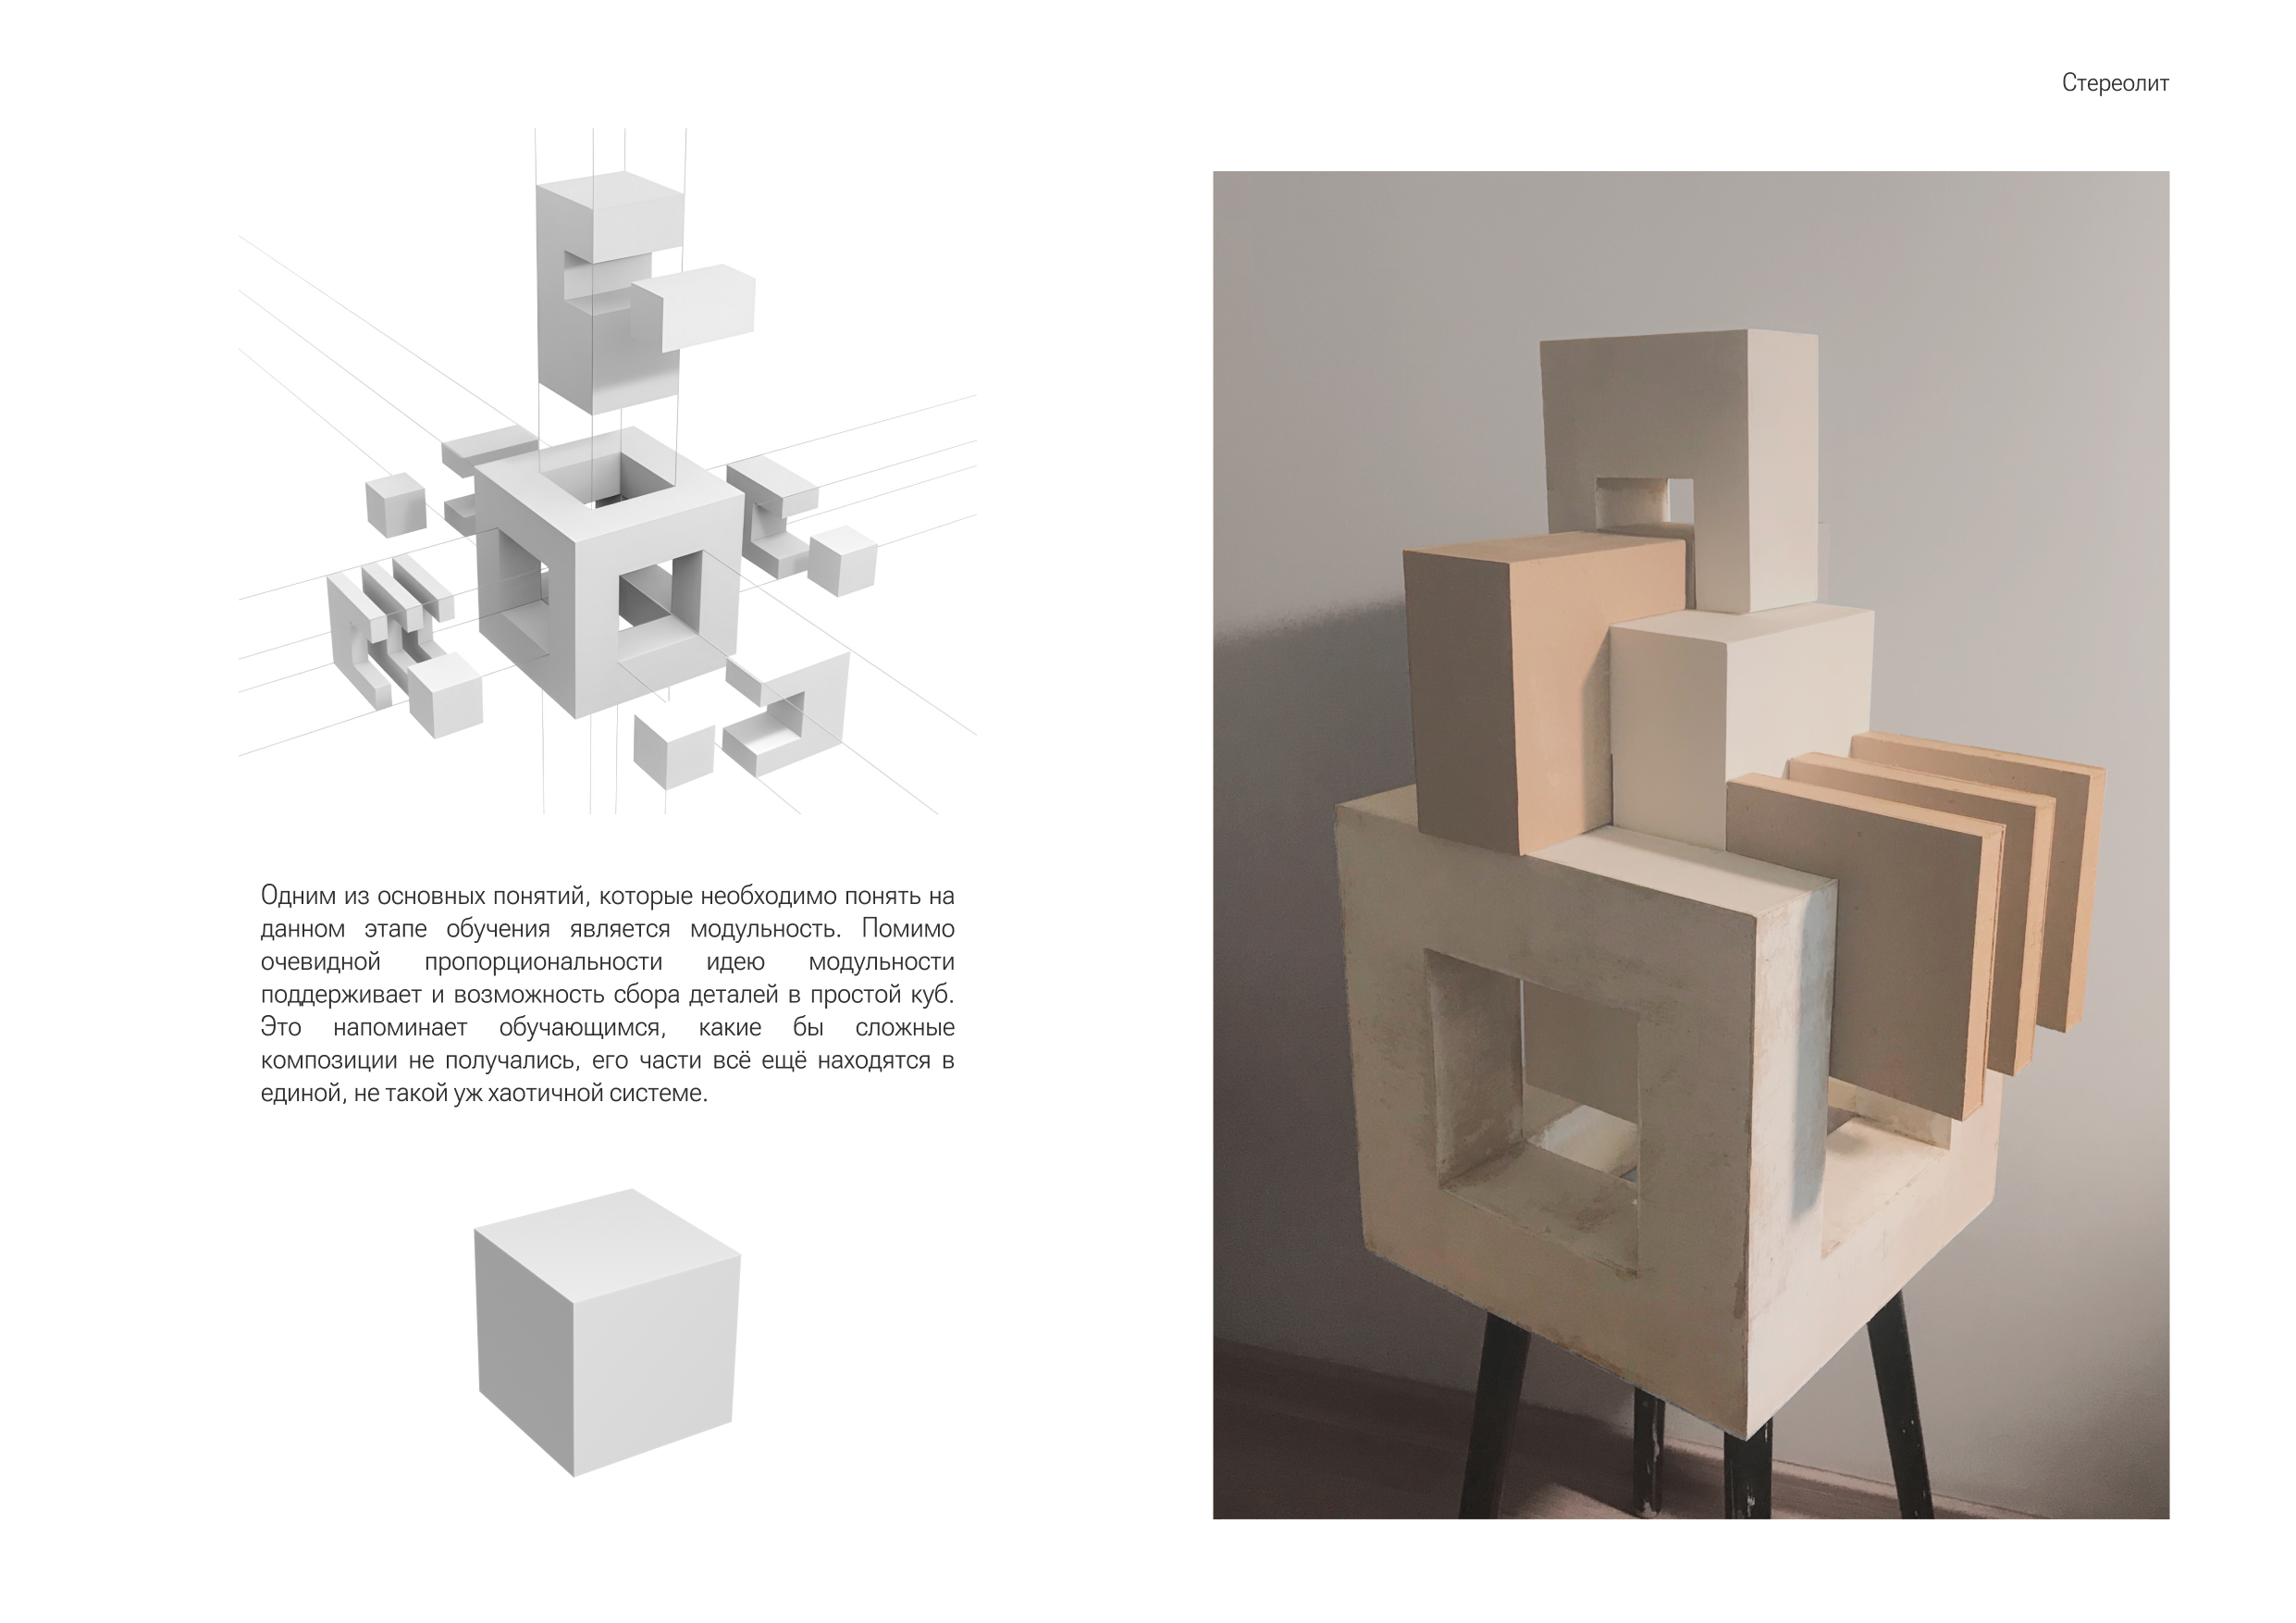 Стереолит
Одним из основных понятий, которые необходимо понять на
данном этапе обучения является модульность. Помимо
очевидной пропорциональности идею модульности
поддерживает и возможность сбора деталей в простой куб.
Это напоминает обучающимся, какие бы сложные
композиции не получались, его части всё ещё находятся в
единой, не такой уж хаотичной системе.